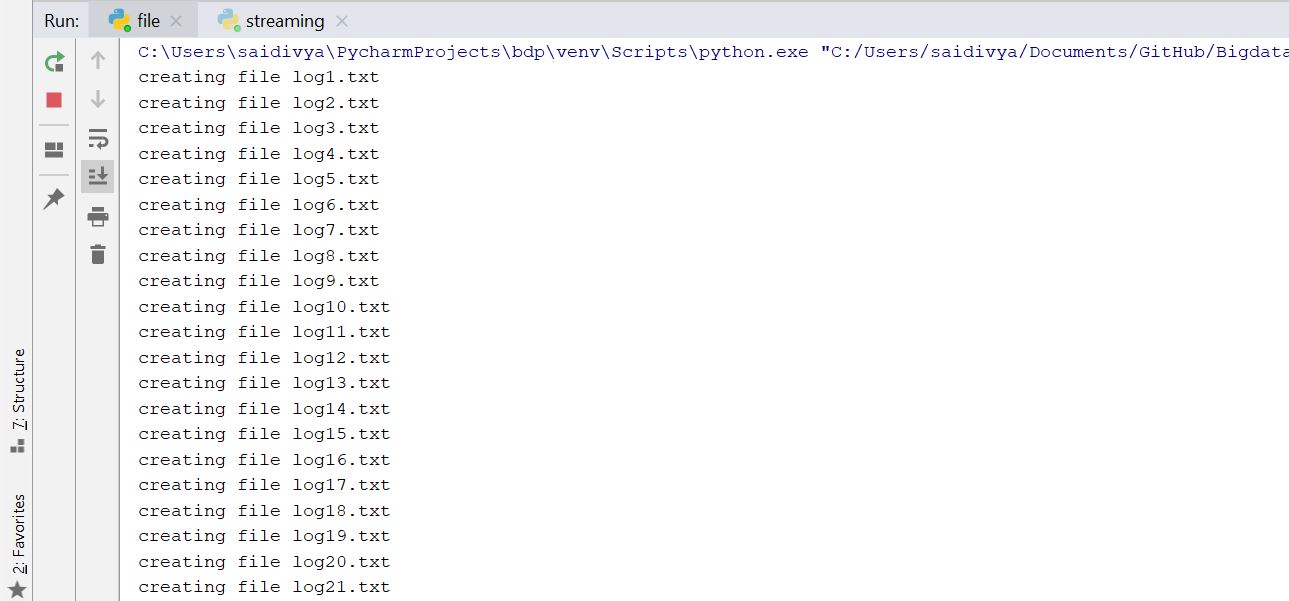 Run: file streaming
C:\Users\saidivya\PycharmProjects\bdp\venv\Scripts\python.exe "C:/Users/saidivya/Documents/GitHub/Bigdata
creating file log1.txt
creating file log2.txt
creating file log3.txt
creating file log4.txt
creating file log5.txt
creating file log6.txt
creating file log7.txt
creating file log8.txt
creating file log9.txt
creating file log10.txt
creating file log11.txt
creating file log12.txt
creating file log13.txt
creating file log14.txt
creating file log15.txt
creating file log16.txt
creating file log17.txt
creating file log18.txt
creating file log19.txt
creating file log20.txt
creating file log21.txt
7: Structure
2: Favorites